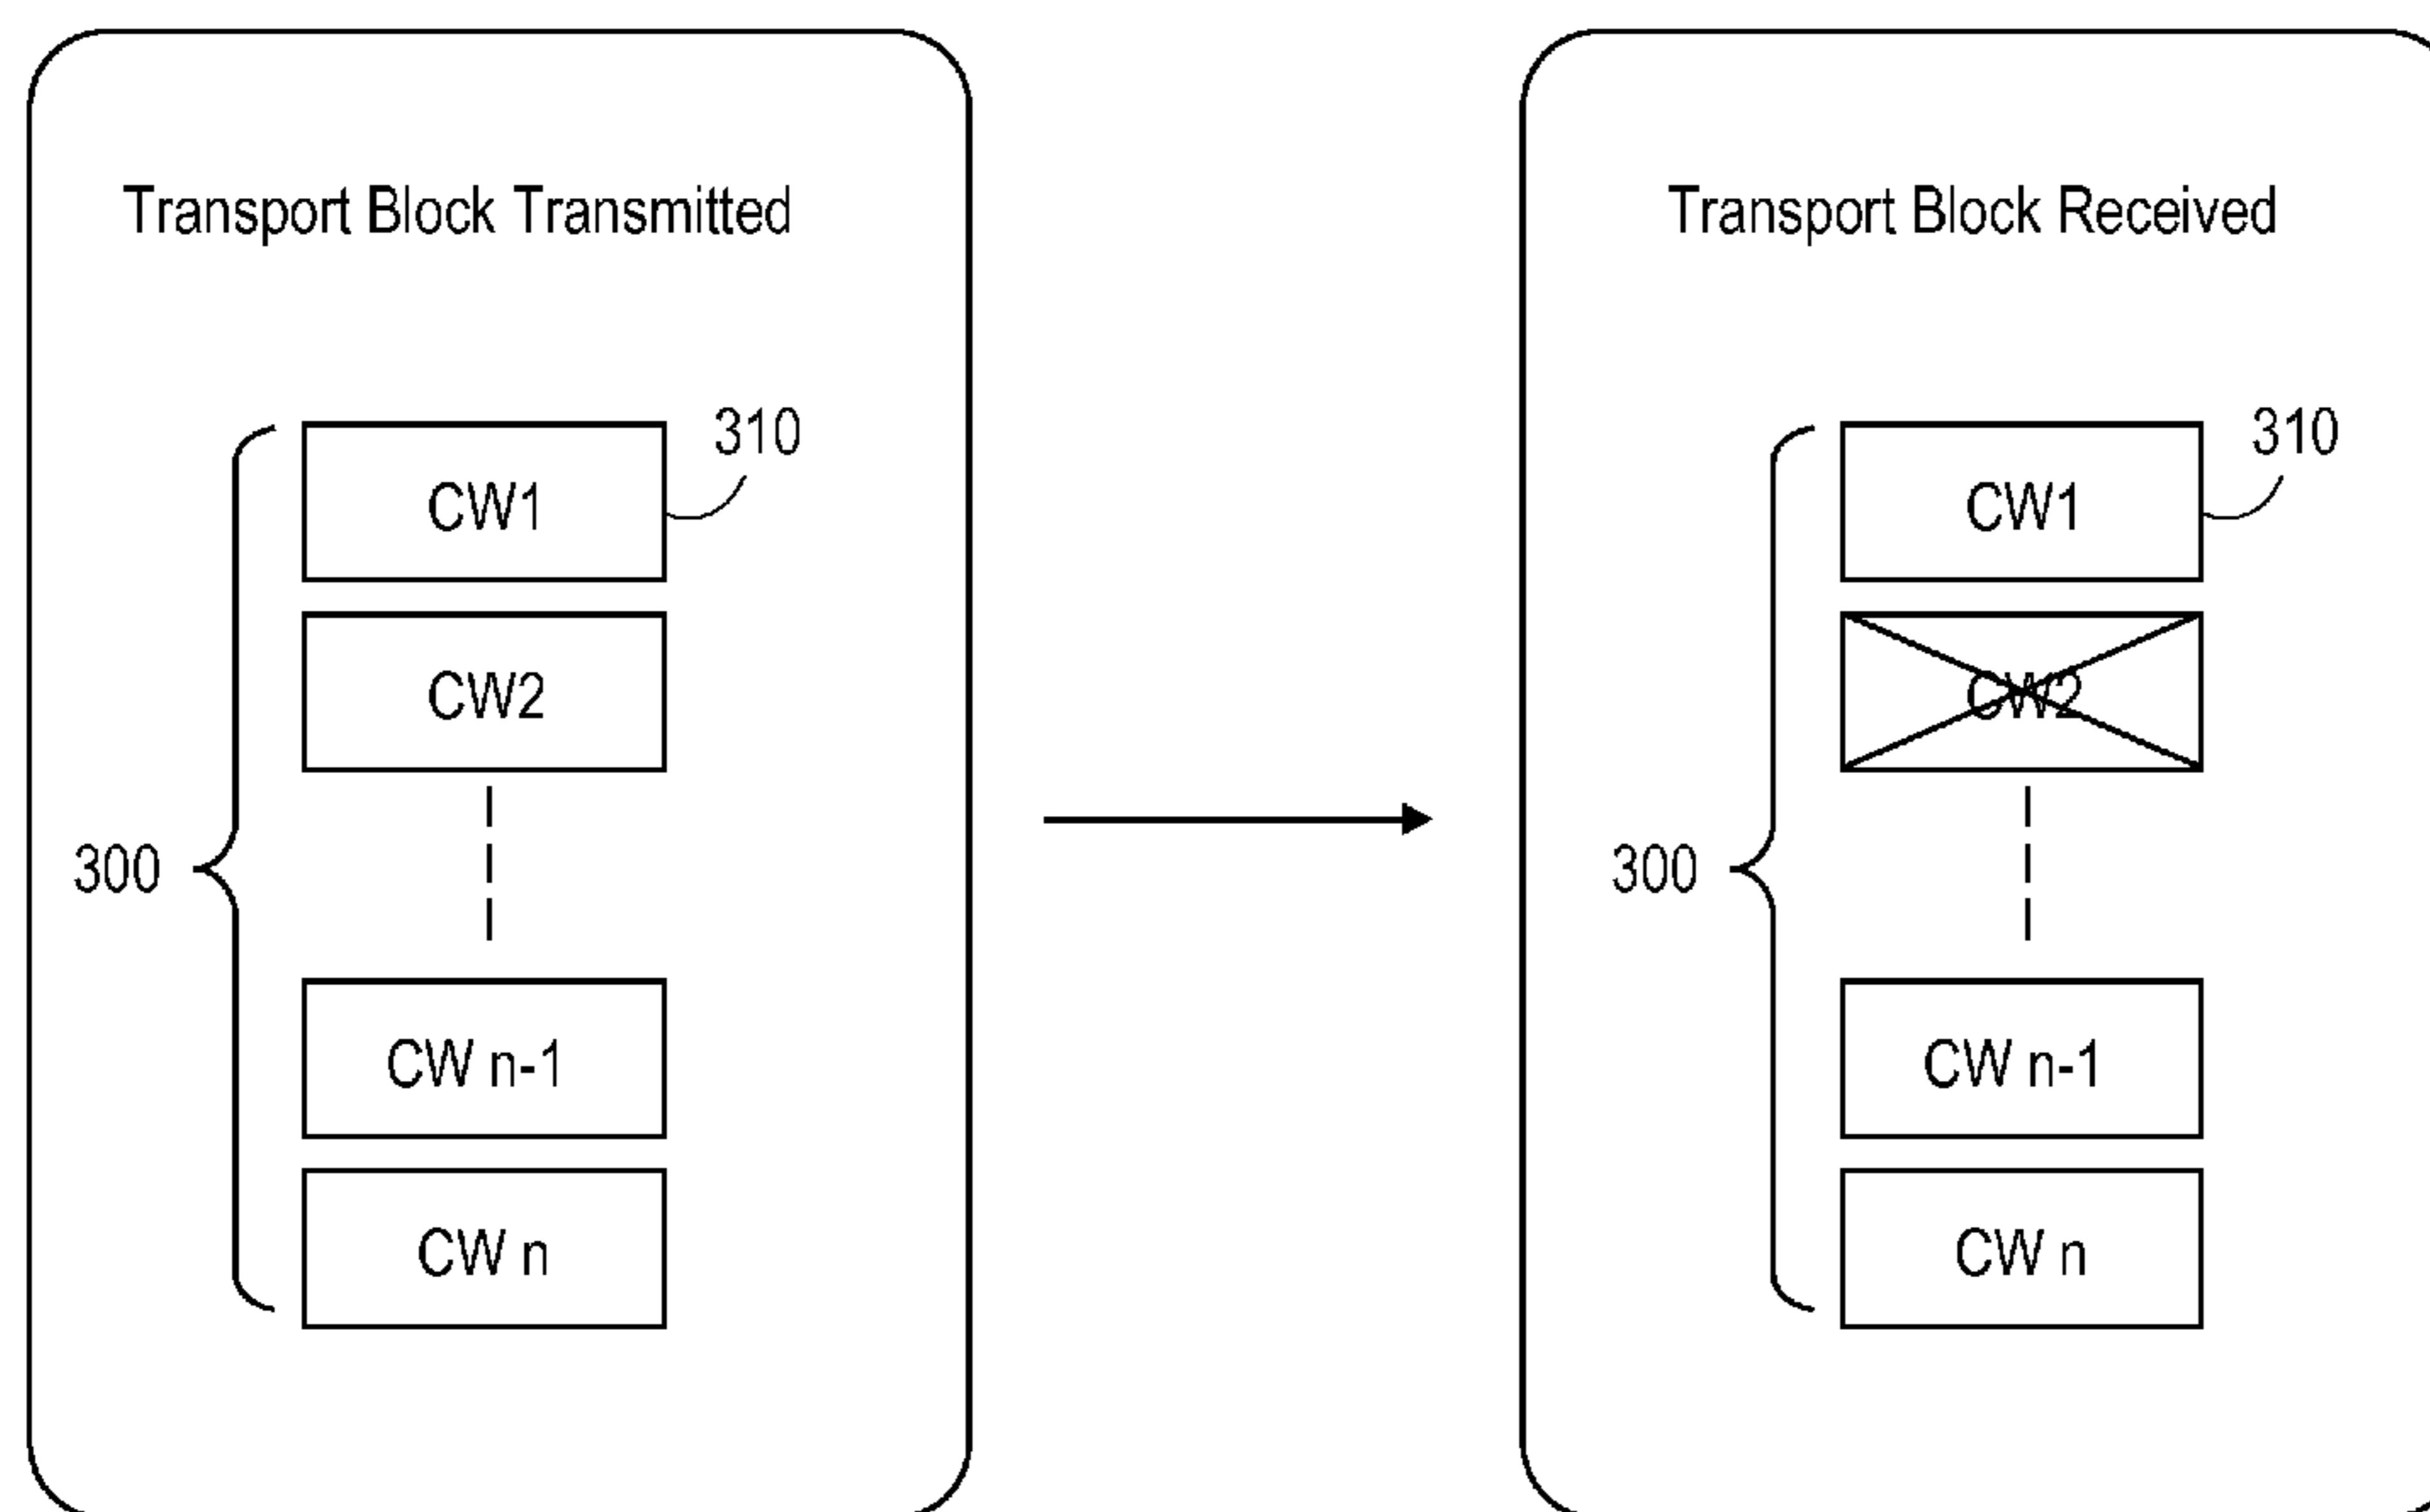 Transport Block Transmitted
310
CW1
CW2
300
CW n-1
CW n
Transport Block Received
310
CW1
CW2
300
CW n-1
CW n